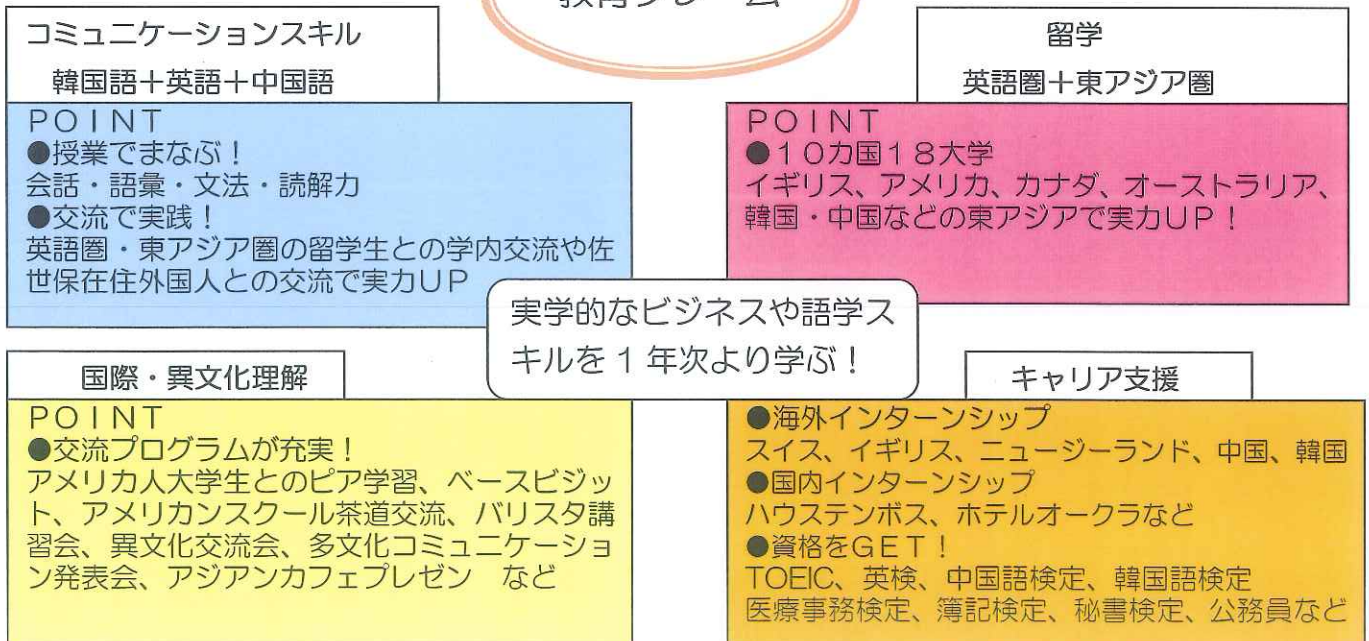 教育フレーム
コミュニケーションスキル
韓国語＋英語＋中国語
ＰＯＩＮＴ
●授業でまなぶ！
会話・語彙・文法・読解力
●交流で実践！
英語圏・東アジア圏の留学生との学内交流や佐
世保在住外国人との交流で実力ＵＰ
留学
英語圏＋東アジア圏
ＰＯＩＮＴ
●１０カ国１８大学
イギリス、アメリカ、カナダ、オーストラリア、
韓国・中国などの東アジアで実力ＵＰ！
実学的なビジネスや語学ス
キルを 1 年次より学ぶ！
国際・異文化理解
ＰＯＩＮＴ
●交流プログラムが充実！
アメリカ人大学生とのピア学習、ベースビジッ
ト、アメリカンスクール茶道交流、バリスタ講
習会、異文化交流会、多文化コミュニケーショ
ン発表会、アジアンカフェプレゼン　など
キャリア支援
●海外インターンシップ
スイス、イギリス、ニュージーランド、中国、韓国
●国内インターンシップ
ハウステンボス、ホテルオークラなど
●資格をＧＥＴ！
TOEIC、英検、中国語検定、韓国語検定
医療事務検定、簿記検定、秘書検定、公務員など